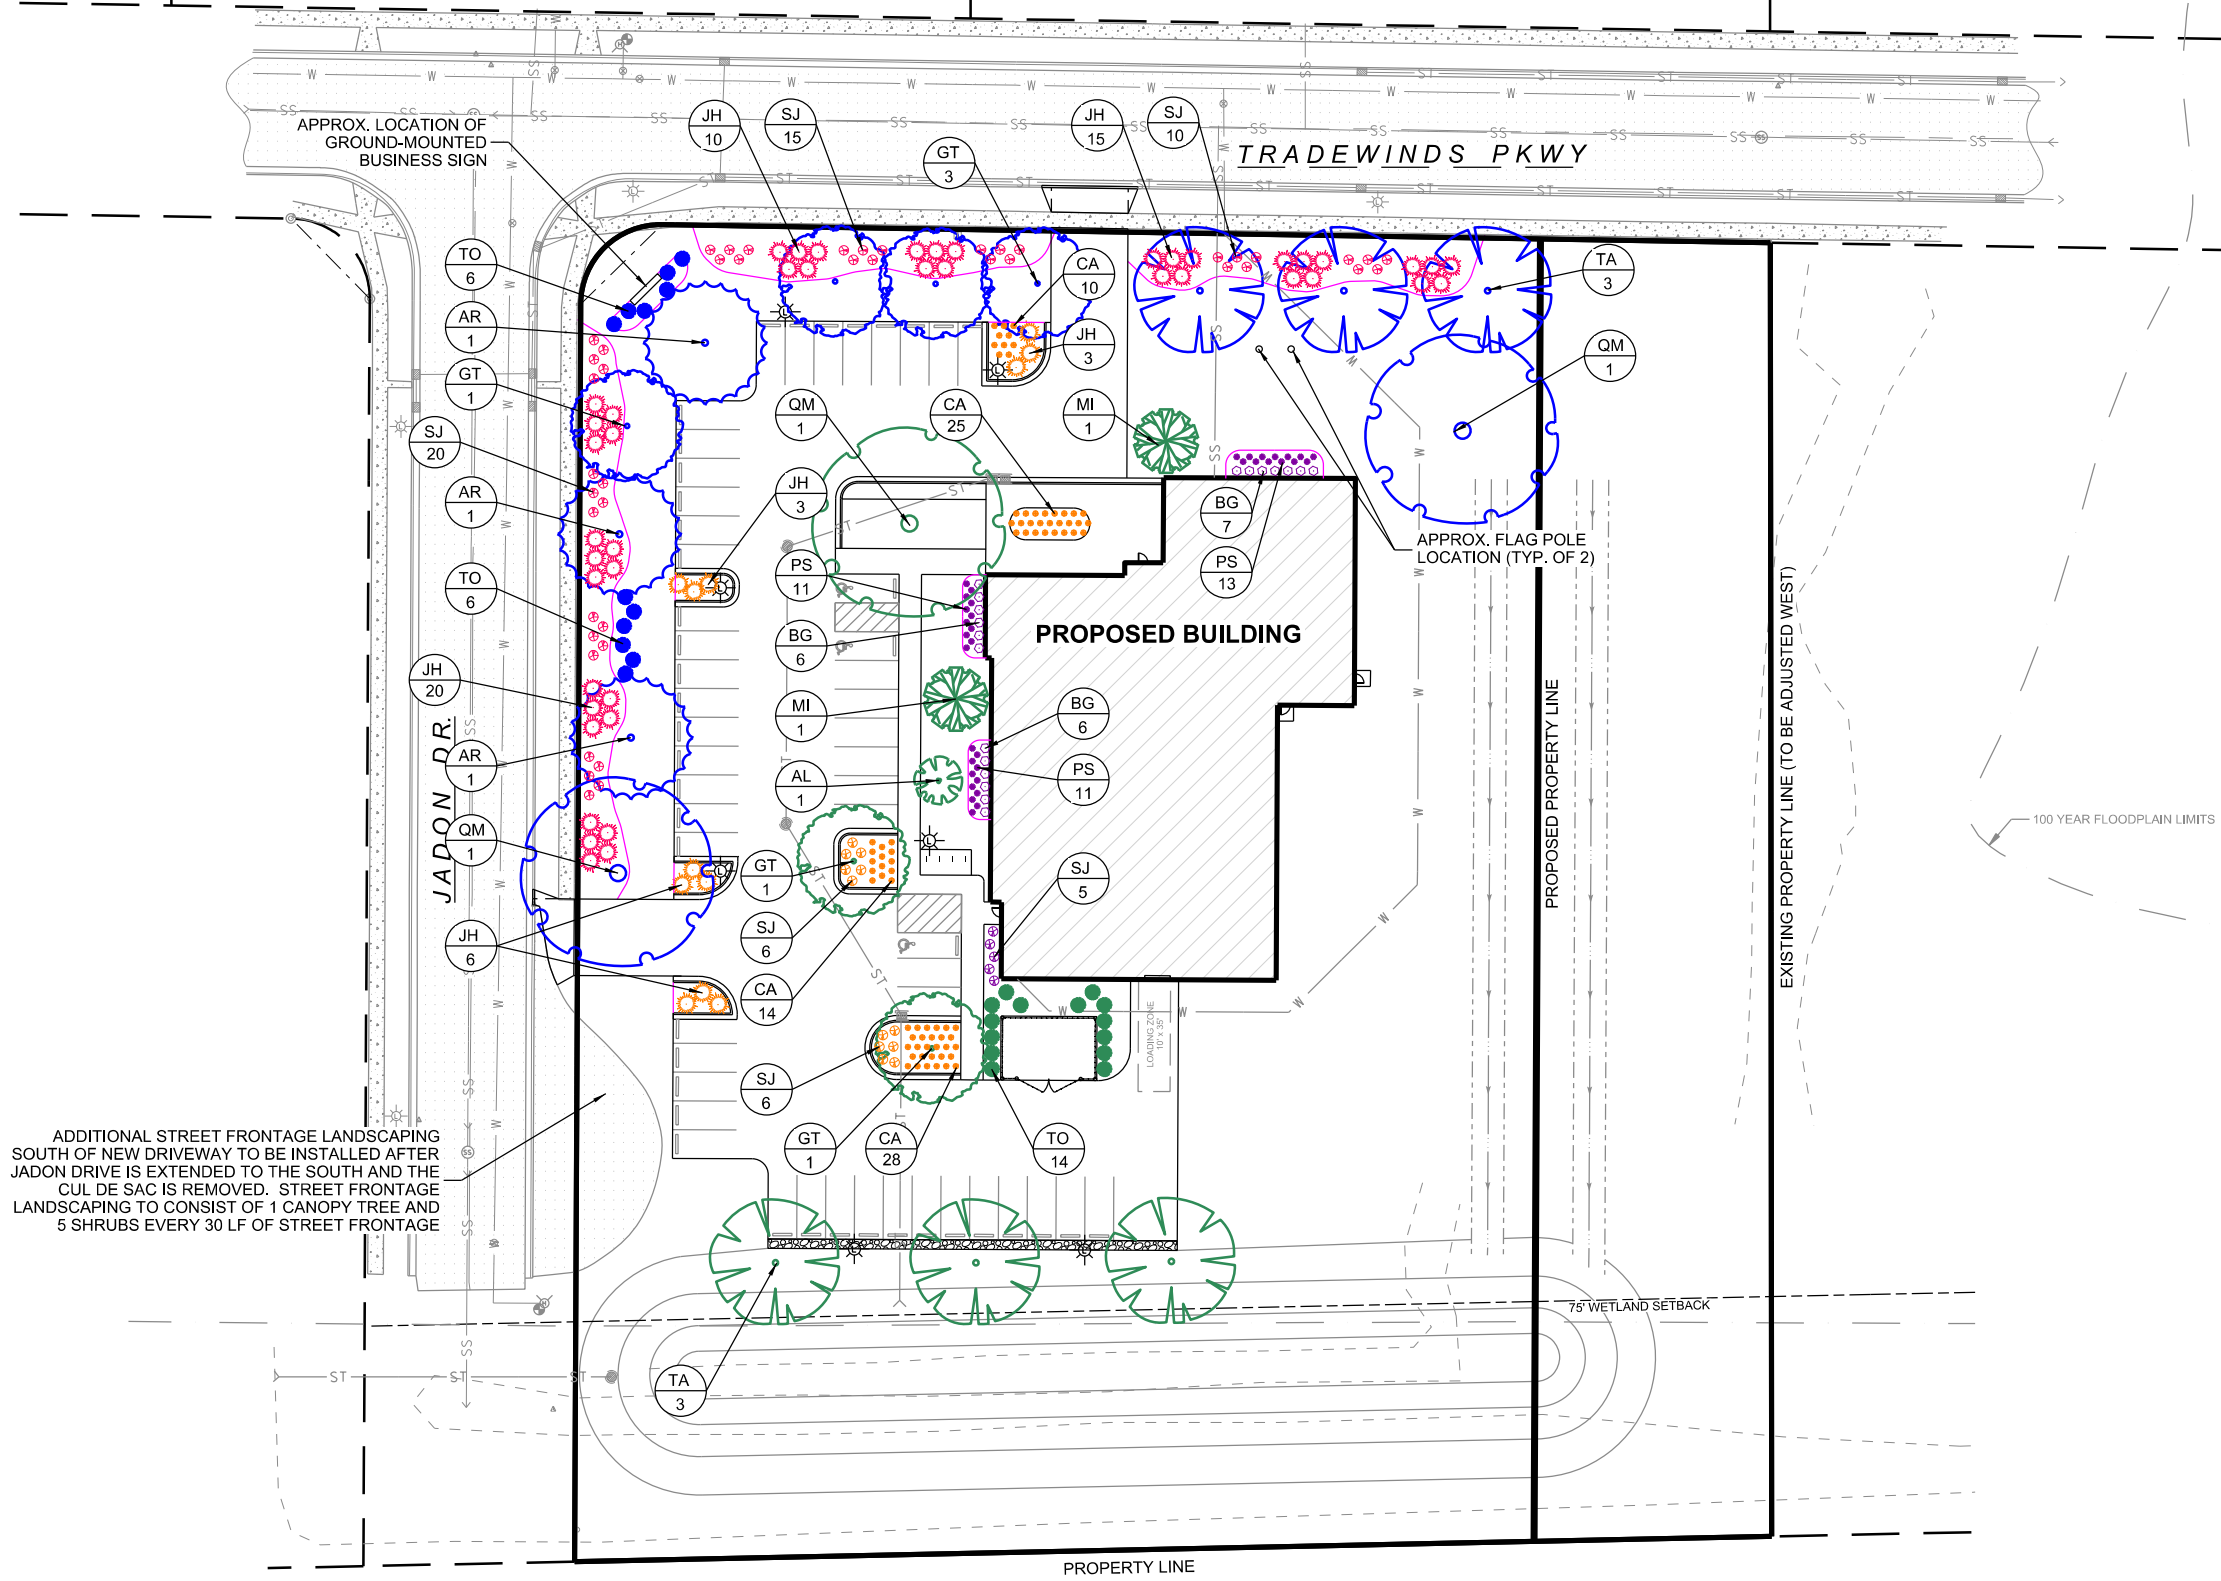 APPROX. LOCATION OF
GROUND-MOUNTED
BUSINESS SIGN
JH
10
SJ
15
GT
3
JH
15
SJ
10
TRADEWINDS PKWY
TO
6
CA
10
TA
3
AR
1
JH
3
QM
1
GT
1
QM
1
CA
25
MI
1
SJ
20
AR
1
JH
3
BG
7
APPROX. FLAG POLE
LOCATION (TYP. OF 2)
PS
11
PS
13
TO
6
BG
6
PROPOSED BUILDING
JH
20
MI
1
BG
6
AR
1
AL
1
PS
11
JADON DR.
PROPOSED PROPERTY LINE
EXISTING PROPERTY LINE (TO BE ADJUSTED WEST)
100 YEAR FLOODPLAIN LIMITS
QM
1
GT
1
SJ
5
JH
6
SJ
6
CA
14
LOADING ZONE
10' x 35'
SJ
6
GT
1
CA
28
TO
14
ADDITIONAL STREET FRONTAGE LANDSCAPING
SOUTH OF NEW DRIVEWAY TO BE INSTALLED AFTER
JADON DRIVE IS EXTENDED TO THE SOUTH AND THE
CUL DE SAC IS REMOVED. STREET FRONTAGE
LANDSCAPING TO CONSIST OF 1 CANOPY TREE AND
5 SHRUBS EVERY 30 LF OF STREET FRONTAGE
75' WETLAND SETBACK
TA
3
PROPERTY LINE